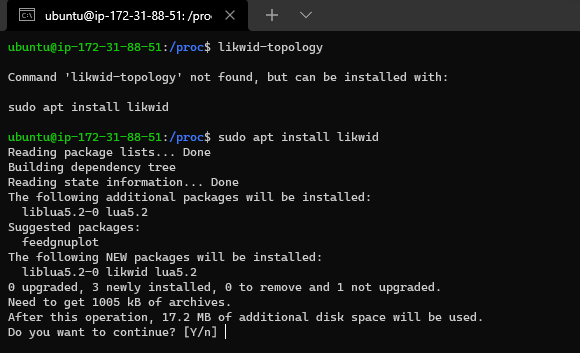 ubuntu@ip-172-31-88-51: /proc
ubuntu@ip-172-31-88-51:/proc$ likwid-topology
Command 'likwid-topology' not found, but can be installed with:
sudo apt install likwid
ubuntu@ip-172-31-88-51:/proc$ sudo apt install likwid
Reading package lists... Done
Building dependency tree
Reading state information... Done
The following additional packages will be installed:
  liblua5.2-0 lua5.2
Suggested packages:
  feedgnuplot
The following NEW packages will be installed:
  liblua5.2-0 likwid lua5.2
0 upgraded, 3 newly installed, 0 to remove and 1 not upgraded.
Need to get 1005 kB of archives.
After this operation, 17.2 MB of additional disk space will be used.
Do you want to continue? [Y/n]